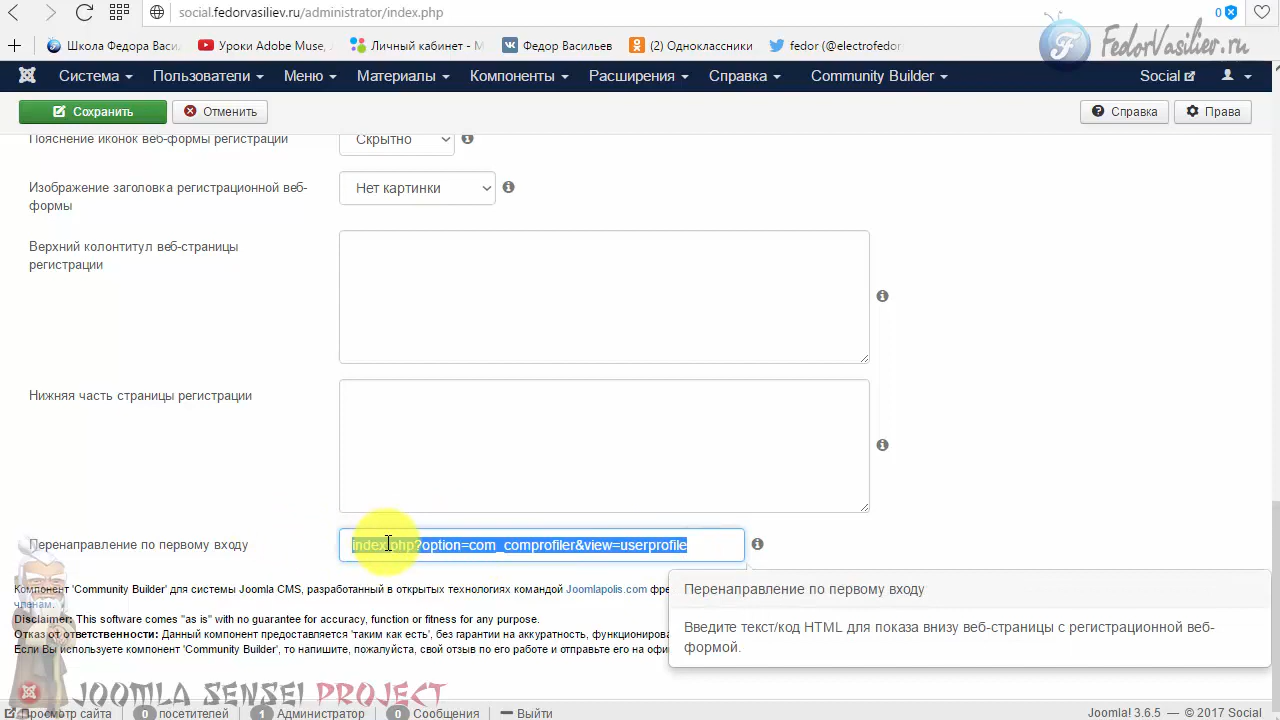 social.fedorvasiliev.ru/administrator/index.php
0
Школа Федора Васи
Уроки Adobe Muse,
Личный кабинет - М
Федор Васильев
(2) Одноклассники
fedor (@electrofedor
FedorVasiliev.ru
Система
Пользователи
Меню
Материалы
Компоненты
Расширения
Справка
Community Builder
Social
Сохранить
Отменить
Справка
Права
Пояснение иконок веб-формы регистрации
Скрытно
Изображение заголовка регистрационной веб-
формы
Нет картинки
Верхний колонтитул веб-страницы
регистрации
Нижняя часть страницы регистрации
Перенаправление по первому входу
index.php?option=com_comprofiler&view=userprofile
Компонент 'Community Builder' для системы Joomla CMS, разработанный в открытых технологиях командой Joomlapolis.com фре
членам.
Disclaimer: This software comes "as is" with no guarantee for accuracy, function or fitness for any purpose.
Отказ от ответственности: Данный компонент предоставляется 'таким как есть', без гарантии на аккуратность, функционирова
Если Вы используете компонент 'Community Builder', то напишите, пожалуйста, свой отзыв по его работе и отправьте его на офи
Перенаправление по первому входу
Введите текст/код HTML для показа внизу веб-страницы с регистрационной веб-
формой.
JOOMLA SENSEI PROJECT
Просмотр сайта
0 посетителей
1 Администратор
0 Сообщения
Выйти
Joomla! 3.6.5 — © 2017 Social